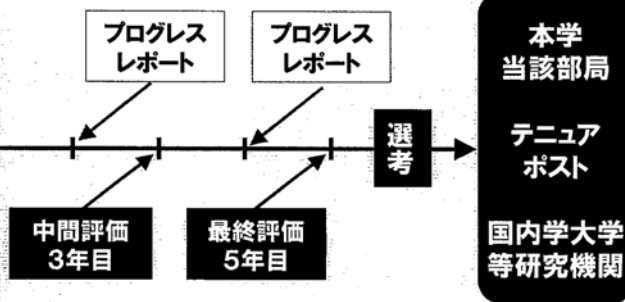 プログレス
レポート
プログレス
レポート
選考
中間評価
3年目
最終評価
5年目
本学
当該部局
テニュア
ポスト
国内学大学
等研究機関